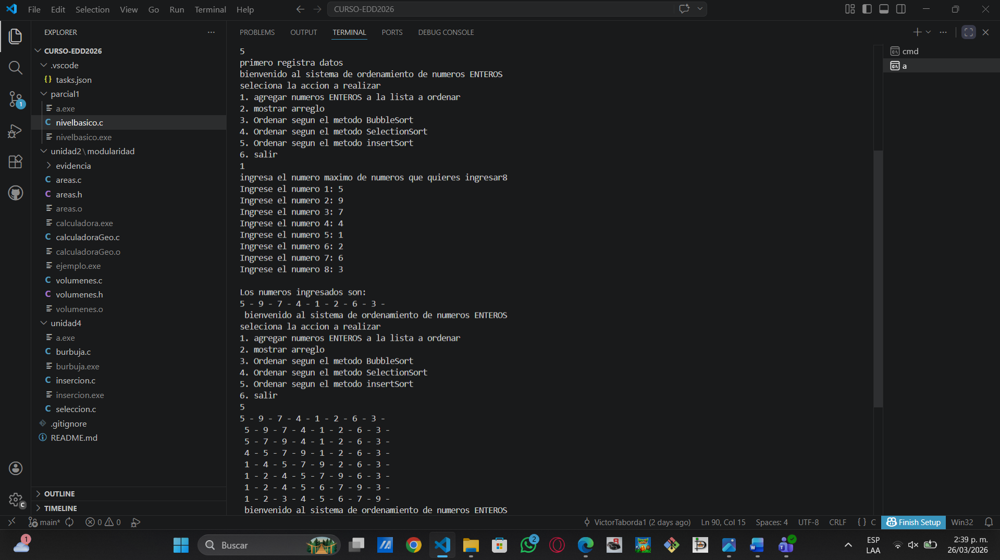 File Edit Selection View Go Run Terminal Help
CURSO-EDD2026
EXPLORER
CURSO-EDD2026
.vscode
{} tasks.json
parcial1
a.exe
C nivelbasico.c
nivelbasico.exe
unidad2\modularidad
evidencia
C areas.c
C areas.h
areas.o
calculadora.exe
C calculadoraGeo.c
calculadoraGeo.o
ejemplo.exe
C volumenes.c
C volumenes.h
volumenes.o
unidad4
a.exe
C burbuja.c
burbuja.exe
C insercion.c
insercion.exe
C seleccion.c
.gitignore
README.md
OUTLINE
TIMELINE
1
C
PROBLEMS OUTPUT TERMINAL PORTS DEBUG CONSOLE
cmd
a
5
primero registra datos
bienvenido al sistema de ordenamiento de numeros ENTEROS
seleciona la accion a realizar
1. agregar numeros ENTEROS a la lista a ordenar
2. mostrar arreglo
3. Ordenar segun el metodo BubbleSort
4. Ordenar segun el metodo SelectionSort
5. Ordenar segun el metodo insertSort
6. salir
1
ingresa el numero maximo de numeros que quieres ingresar8
Ingrese el numero 1: 5
Ingrese el numero 2: 9
Ingrese el numero 3: 7
Ingrese el numero 4: 4
Ingrese el numero 5: 1
Ingrese el numero 6: 2
Ingrese el numero 7: 6
Ingrese el numero 8: 3
Los numeros ingresados son:
5 - 9 - 7 - 4 - 1 - 2 - 6 - 3 -
bienvenido al sistema de ordenamiento de numeros ENTEROS
seleciona la accion a realizar
1. agregar numeros ENTEROS a la lista a ordenar
2. mostrar arreglo
3. Ordenar segun el metodo BubbleSort
4. Ordenar segun el metodo SelectionSort
5. Ordenar segun el metodo insertSort
6. salir
5
5 - 9 - 7 - 4 - 1 - 2 - 6 - 3 -
5 - 9 - 7 - 4 - 1 - 2 - 6 - 3 -
5 - 7 - 9 - 4 - 1 - 2 - 6 - 3 -
4 - 5 - 7 - 9 - 1 - 2 - 6 - 3 -
1 - 4 - 5 - 7 - 9 - 2 - 6 - 3 -
1 - 2 - 4 - 5 - 7 - 9 - 6 - 3 -
1 - 2 - 4 - 5 - 6 - 7 - 9 - 3 -
1 - 2 - 3 - 4 - 5 - 6 - 7 - 9 -
bienvenido al sistema de ordenamiento de numeros ENTEROS
main* 0 0 VictorTaborda1 (2 days ago) Ln 90, Col 15 Spaces: 4 UTF-8 CRLF {} C Finish Setup Win32
1 Buscar 2 ESP LAA 2:39 p. m. 26/03/2026